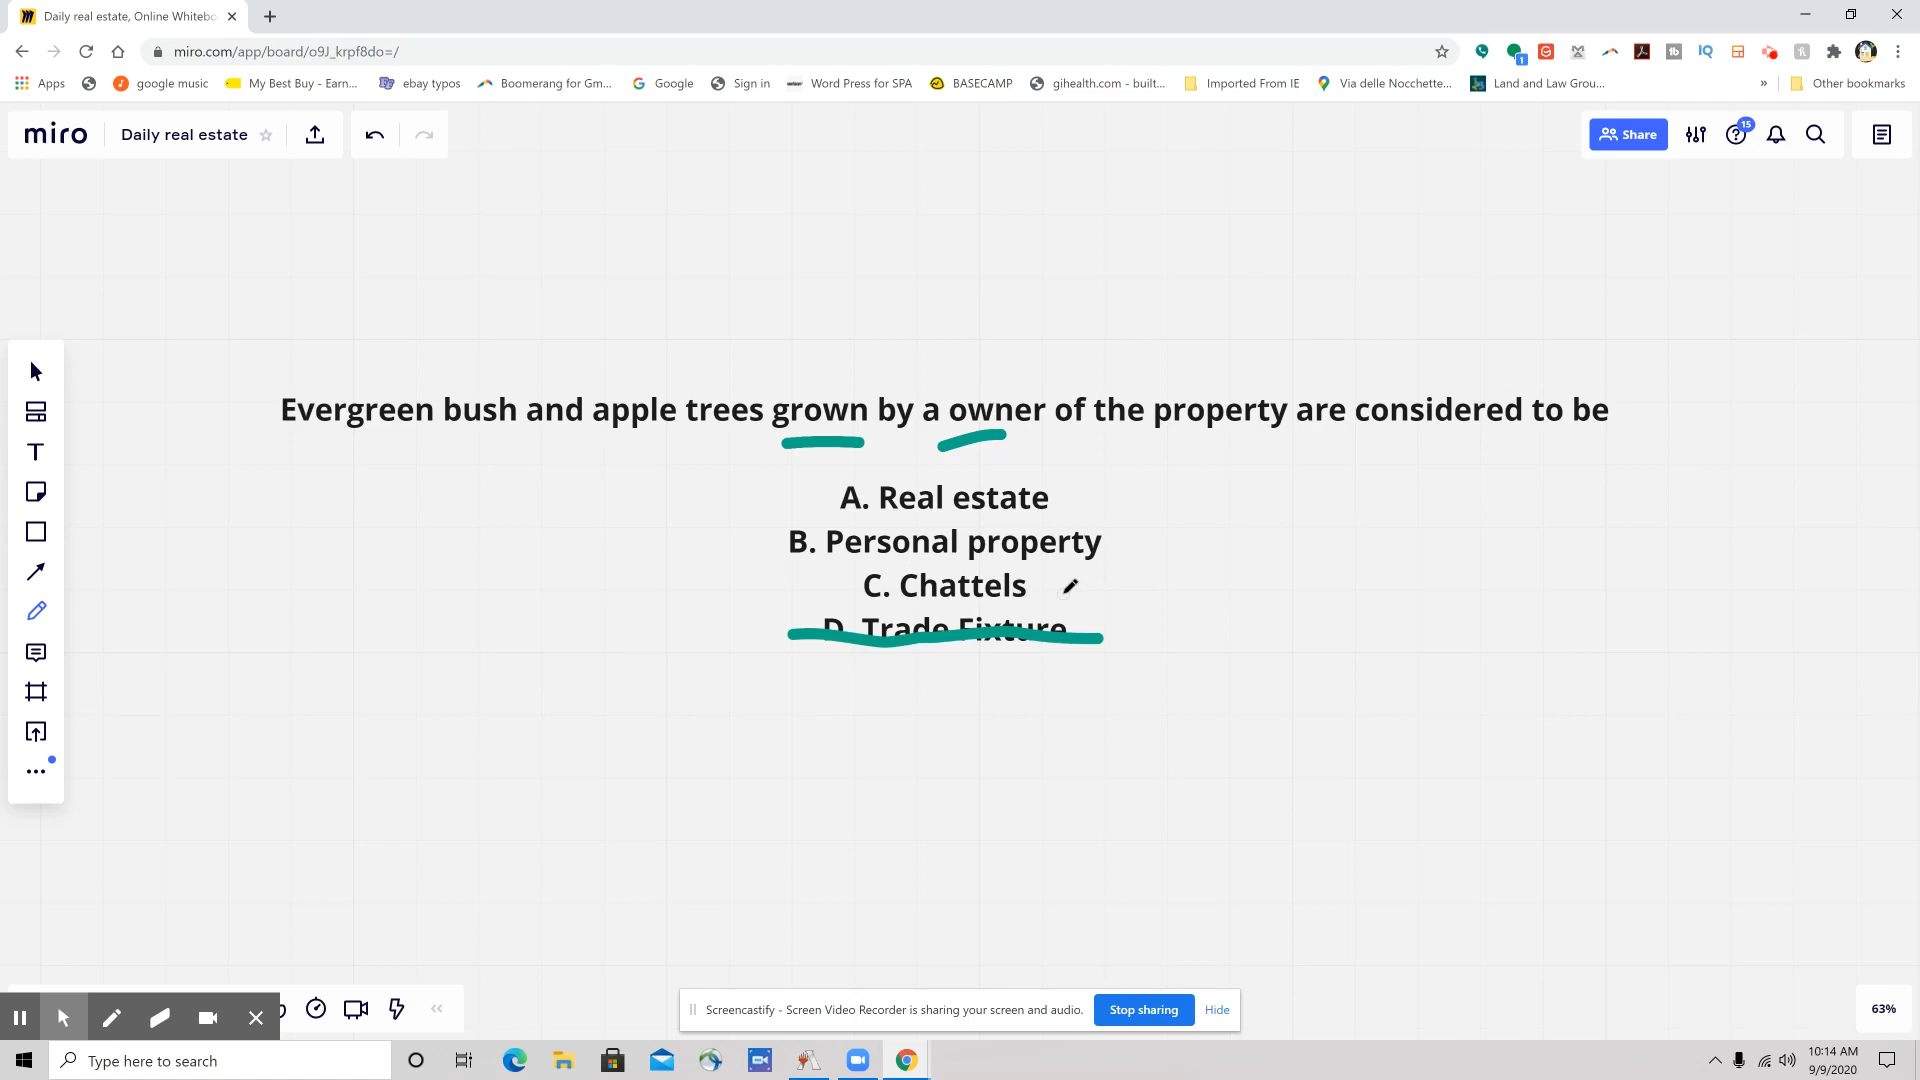 Daily real estate, Online Whitebo
miro.com/app/board/o9J_krpf8do=/
Apps google music My Best Buy - Earn... ebay typos Boomerang for Gm... Google Sign in Word Press for SPA BASECAMP gihealth.com - built... Imported From IE Via delle Nocchette... Land and Law Grou... » Other bookmarks
miro Daily real estate Share 15
Evergreen bush and apple trees grown by a owner of the property are considered to be
A. Real estate
B. Personal property
C. Chattels
D. Trade Fixture
Screencastify - Screen Video Recorder is sharing your screen and audio. Stop sharing Hide
63%
Type here to search
10:14 AM
9/9/2020